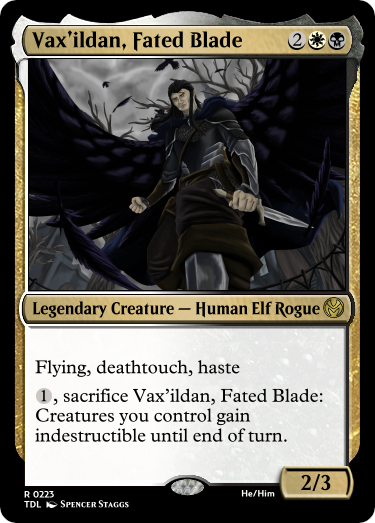 Vax'ildan, Fated Blade 2
Legendary Creature — Human Elf Rogue
Flying, deathtouch, haste
1, sacrifice Vax'ildan, Fated Blade:
Creatures you control gain
indestructible until end of turn.
2/3
R 0223
He/Him
TDL Spencer Staggs